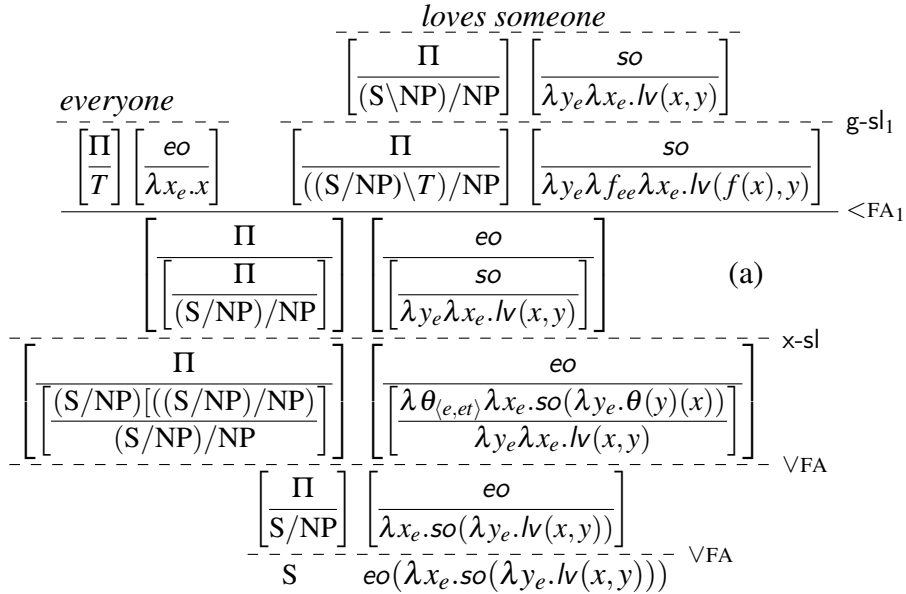 loves someone
[Π / (S\NP)/NP] [so / λy_e λx_e.lv(x, y)]
everyone
g-sl₁
[Π / T] [eo / λx_e.x] [Π / ((S/NP)\T)/NP] [so / λy_e λf_ee λx_e.lv(f(x), y)]
<FA₁
[Π / [Π / (S/NP)/NP]] [eo / [so / λy_e λx_e.lv(x, y)]] (a)
x-sl
[Π / [(S/NP)[((S/NP)/NP) / (S/NP)/NP]] [eo / [λθ_⟨e,et⟩ λx_e.so(λy_e.θ(y)(x)) / λy_e λx_e.lv(x, y)]]
∨FA
[Π / S/NP] [eo / λx_e.so(λy_e.lv(x, y))]
∨FA
S eo(λx_e.so(λy_e.lv(x, y)))